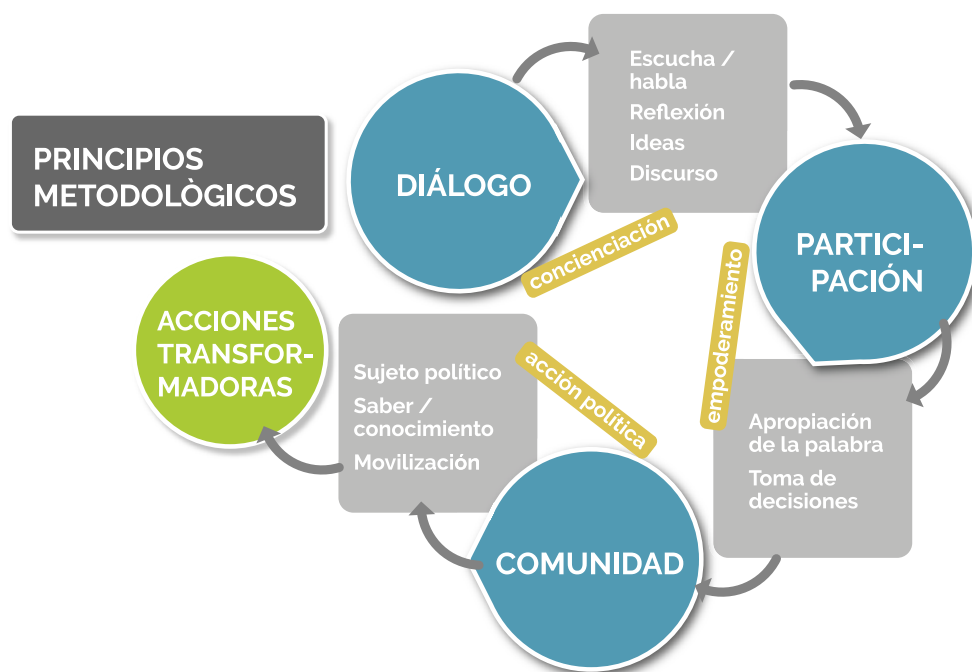 PRINCIPIOS
METODOLÒGICOS
DIÁLOGO
Escucha /
habla
Reflexión
Ideas
Discurso
concienciación
PARTICI-
PACIÓN
empoderamiento
Apropiación
de la palabra
Toma de
decisiones
COMUNIDAD
acción política
Sujeto político
Saber /
conocimiento
Movilización
ACCIONES
TRANSFOR-
MADORAS